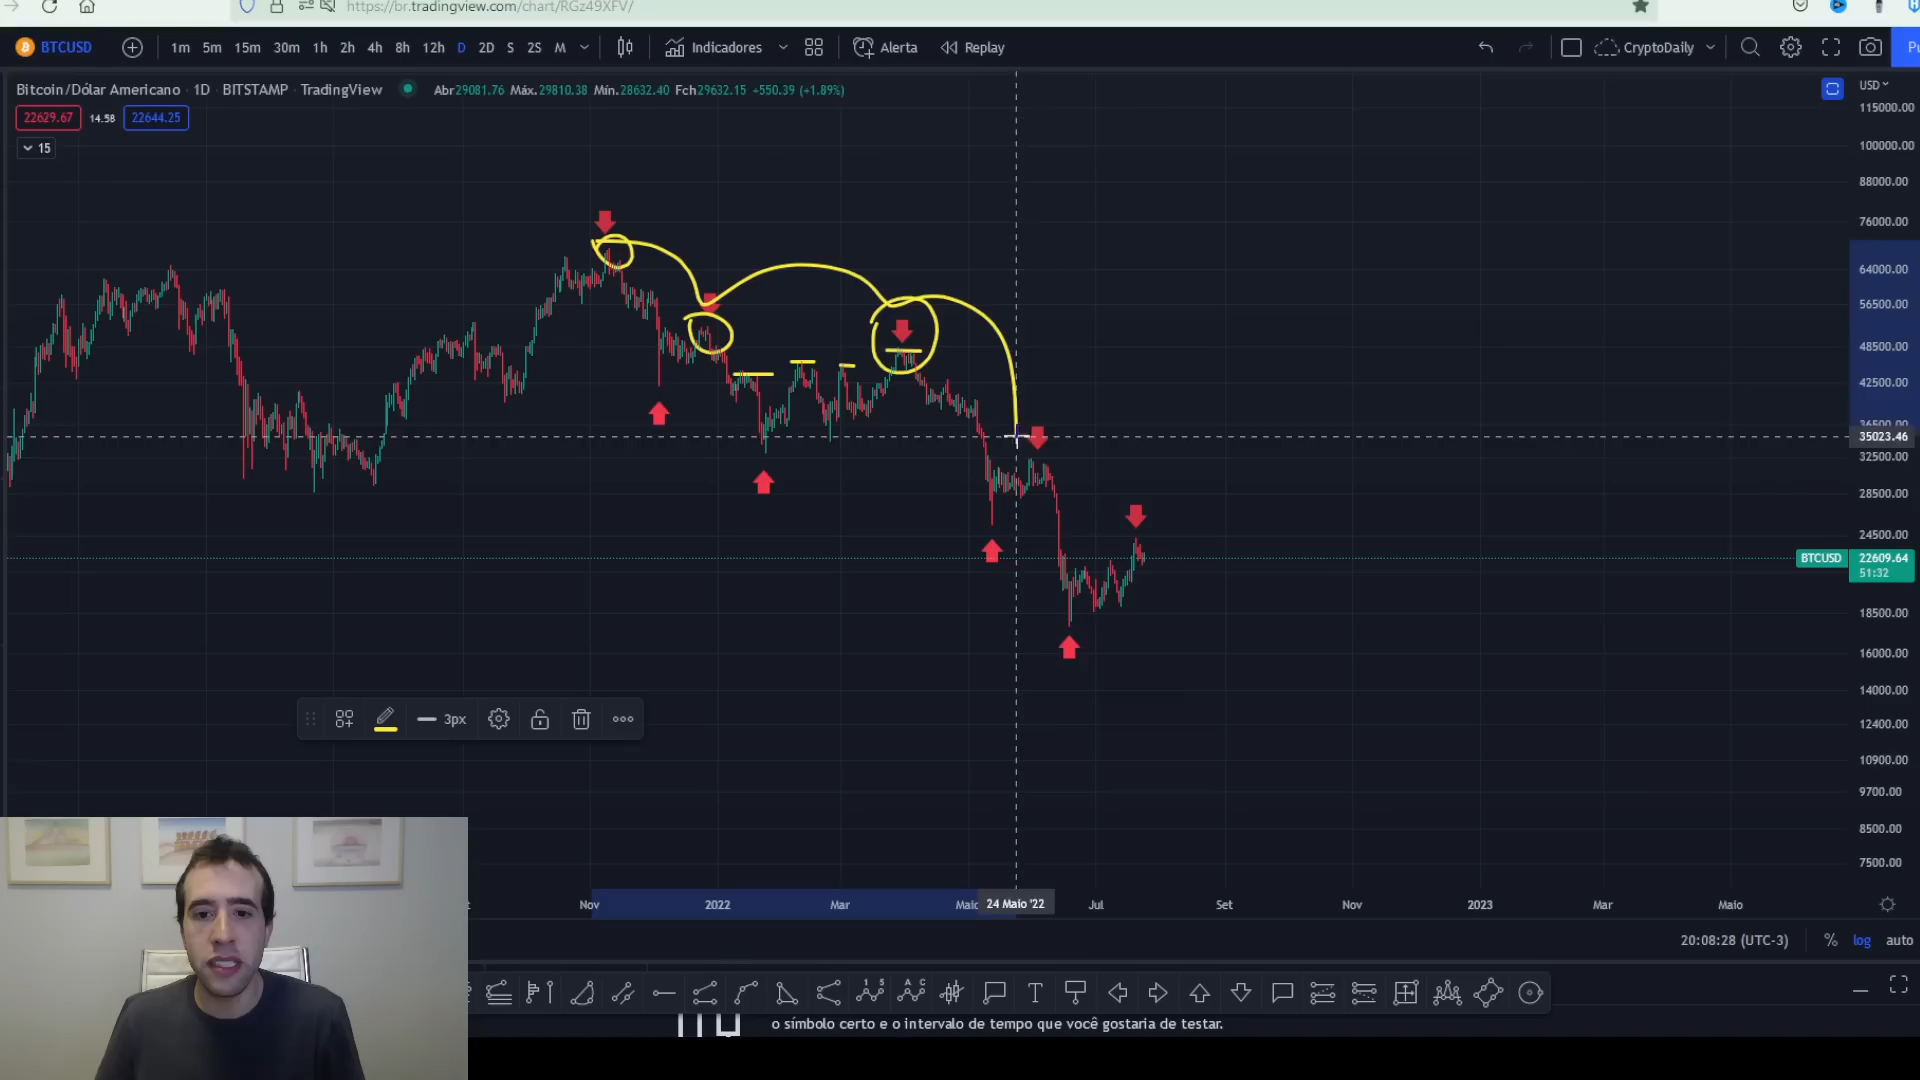 https://br.tradingview.com/chart/RGz49XFV/
BTCUSD 1m 5m 15m 30m 1h 2h 4h 8h 12h D 2D S 2S M Indicadores Alerta Replay CryptoDaily
Bitcoin/Dólar Americano · 1D · BITSTAMP · TradingView Abr29081.76 Máx.29810.38 Mín.28632.40 Fch29632.15 +550.39 (+1.89%)
22629.67 14.58 22644.25
15
USD
115000.00
100000.00
88000.00
76000.00
64000.00
56500.00
48500.00
42500.00
36500.00
35023.46
32500.00
28500.00
24500.00
BTCUSD 22609.64
51:32
18500.00
16000.00
14000.00
12400.00
10900.00
9700.00
8500.00
7500.00
3px
Nov 2022 Mar Maio 24 Maio '22 Jul Set Nov 2023 Mar Maio
20:08:28 (UTC-3) % log auto
o símbolo certo e o intervalo de tempo que você gostaria de testar.